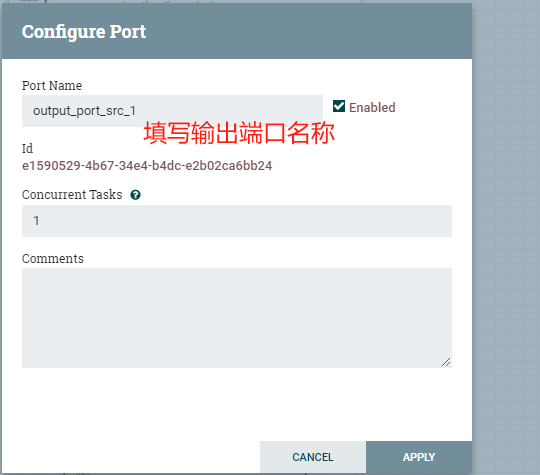 Configure Port
Port Name
output_port_src_1
Enabled
填写输出端口名称
Id
e1590529-4b67-34e4-b4dc-e2b02ca6bb24
Concurrent Tasks
1
Comments
CANCEL
APPLY